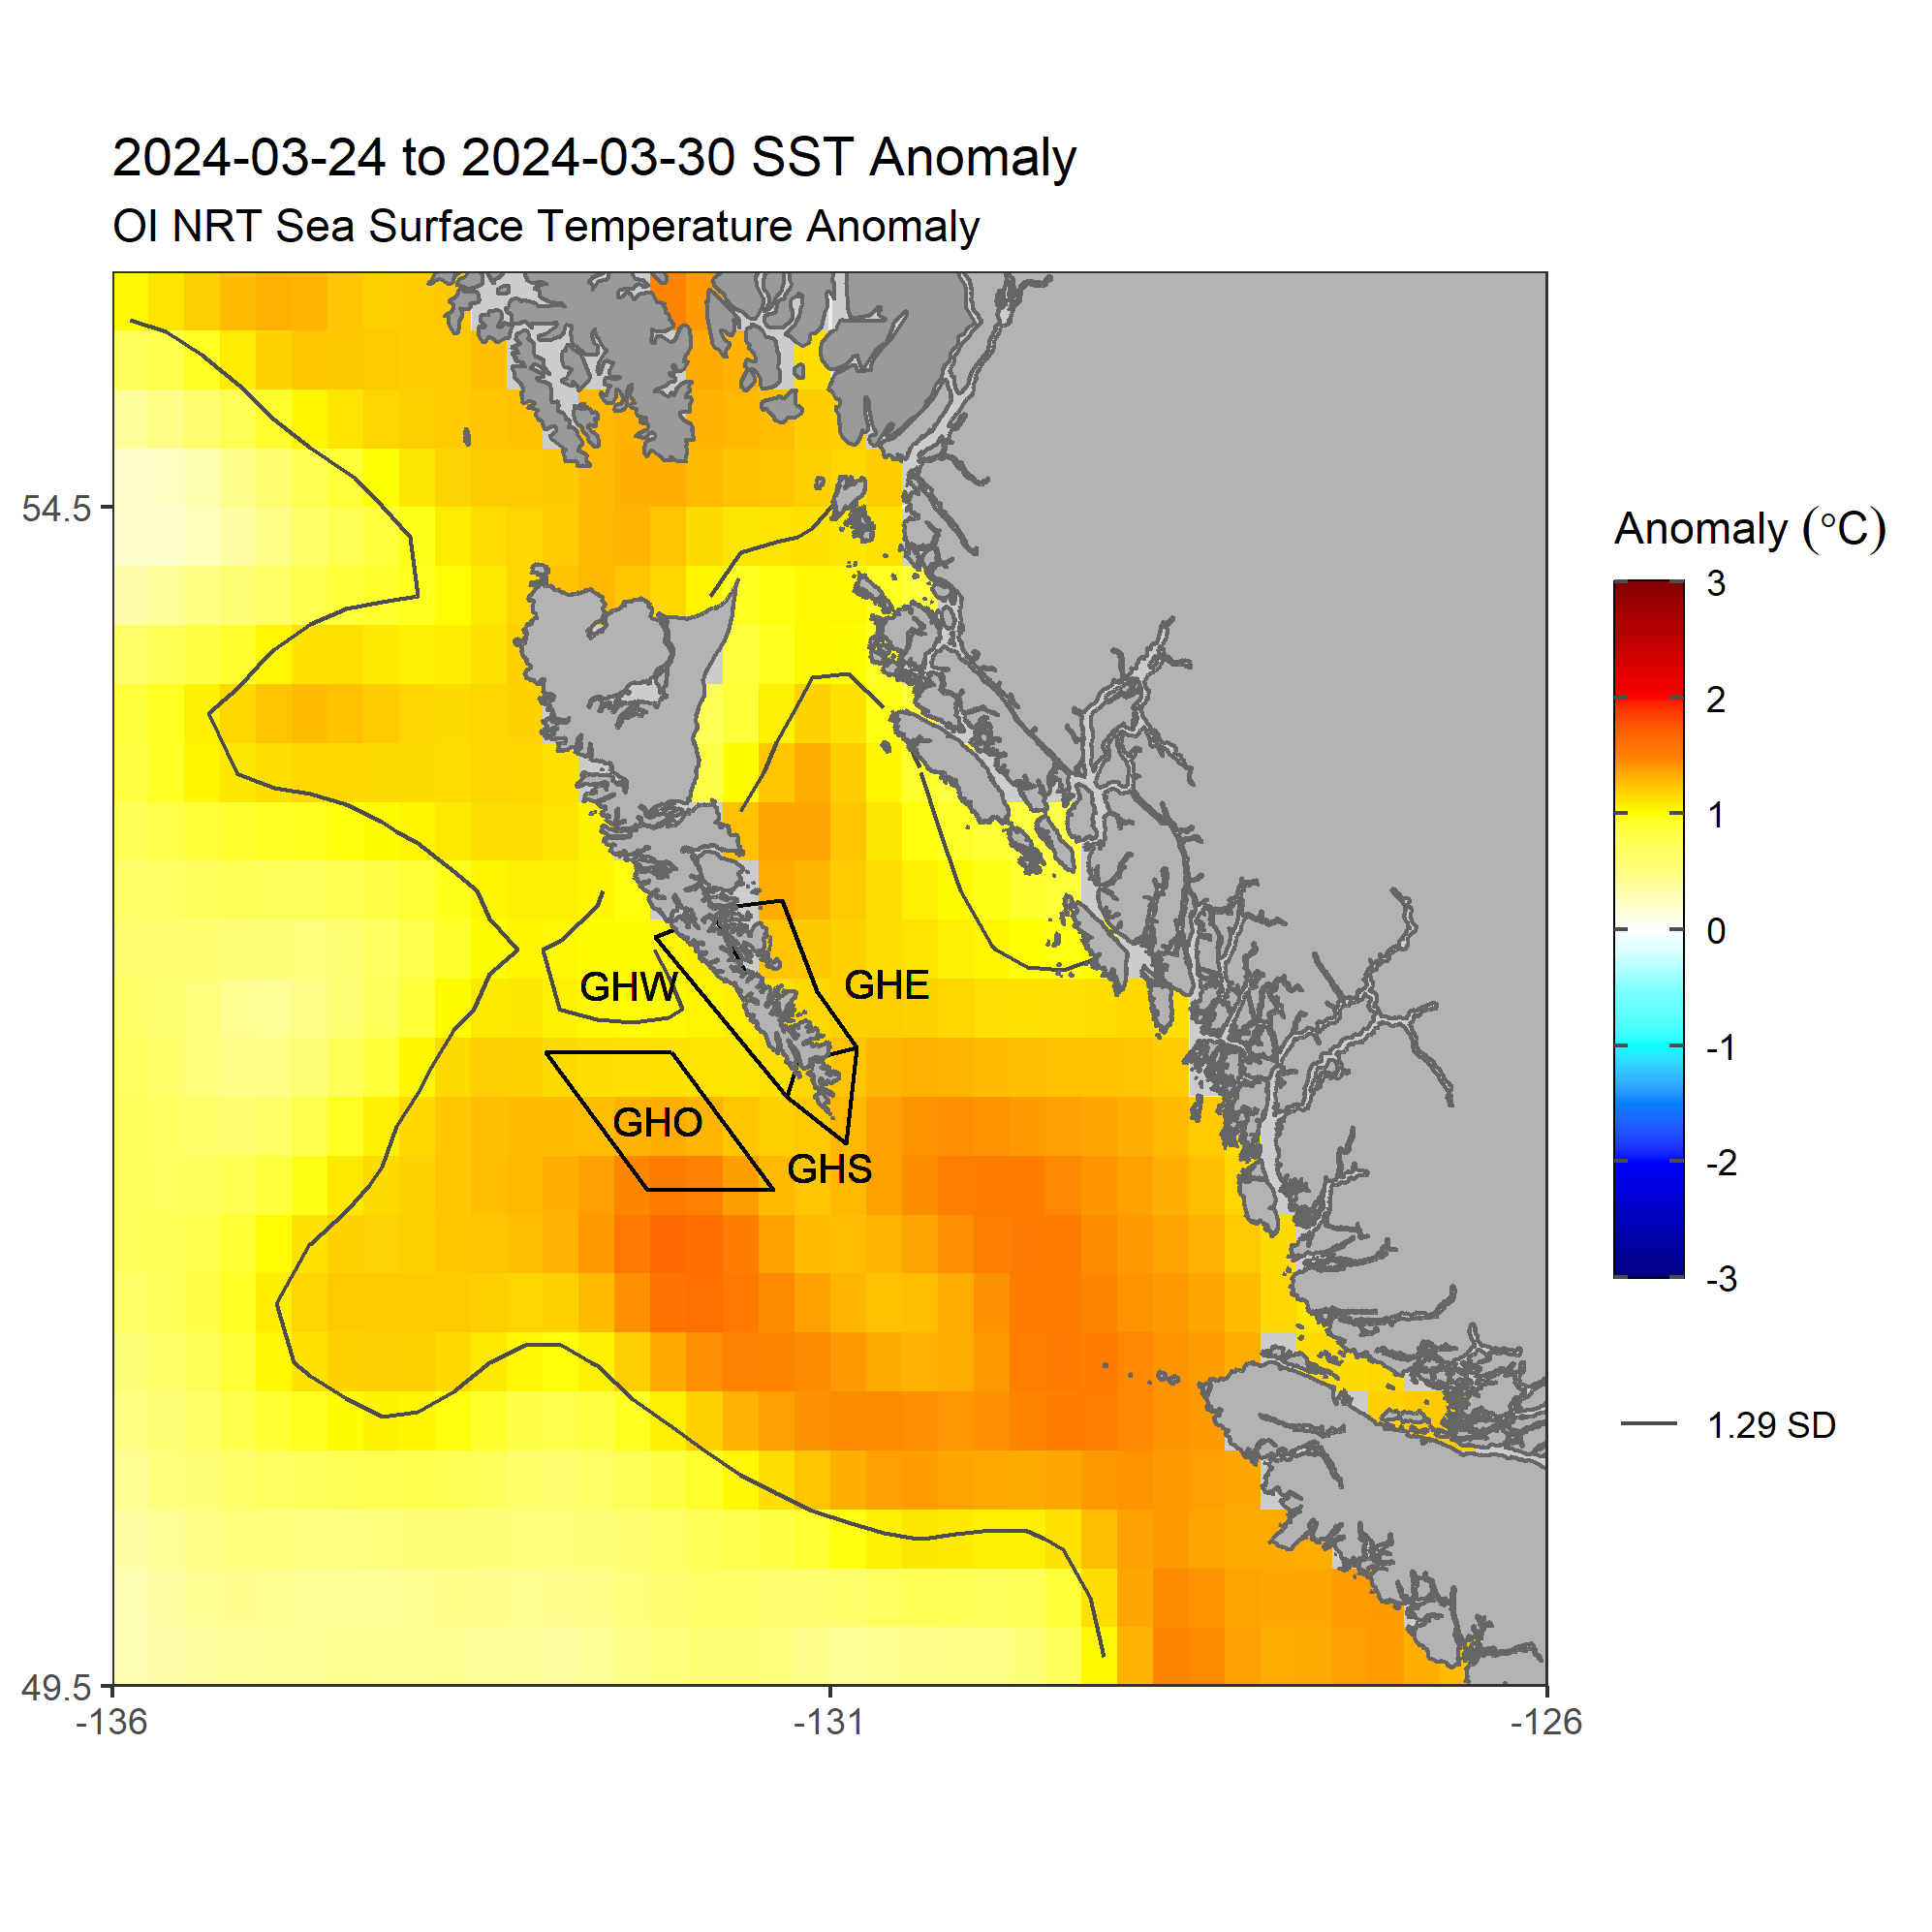 2024-03-24 to 2024-03-30 SST Anomaly
OI NRT Sea Surface Temperature Anomaly
54.5
49.5
-136
-131
-126
GHW
GHE
GHO
GHS
Anomaly (°C)
3
2
1
0
-1
-2
-3
1.29 SD